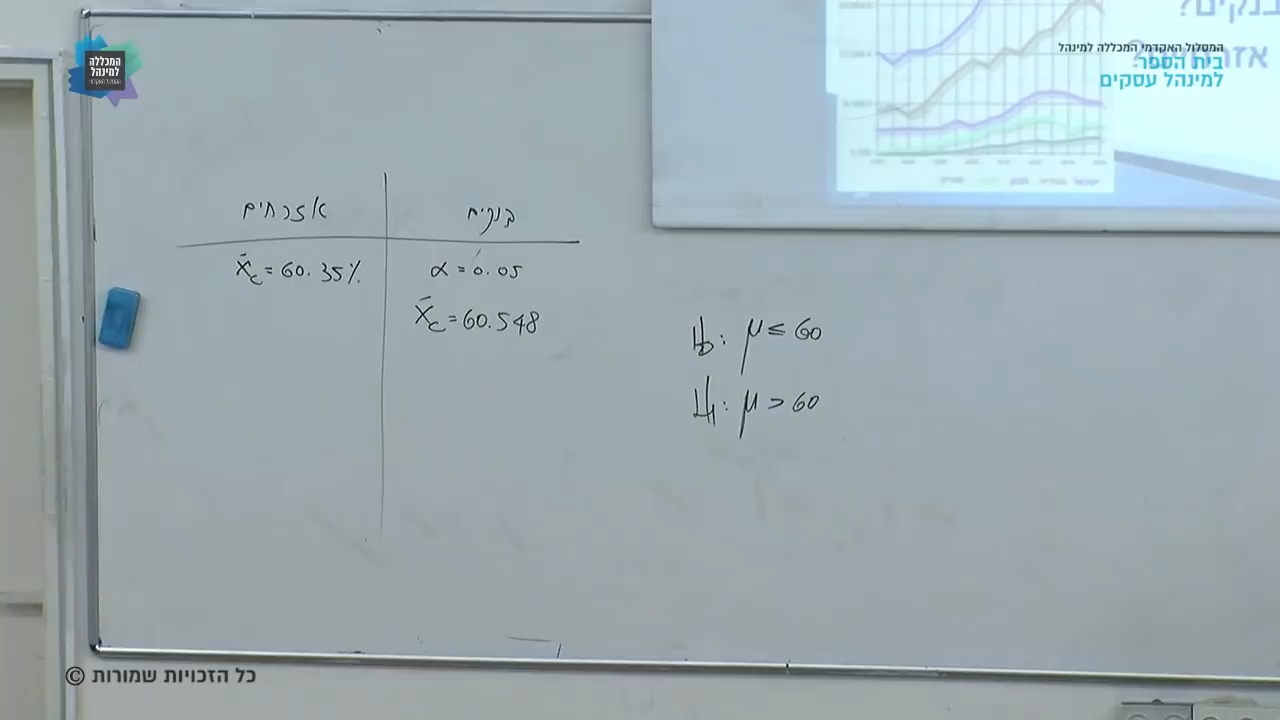 המכללה
למינהל
המסלול האקדמי המכללה למינהל
בית הספר
למינהל עסקים
בנקים?
אזרחים
בנקים
x̄c = 60.35%
α = 0.05
x̄c = 60.548
H0: μ ≤ 60
H1: μ > 60
כל הזכויות שמורות ©